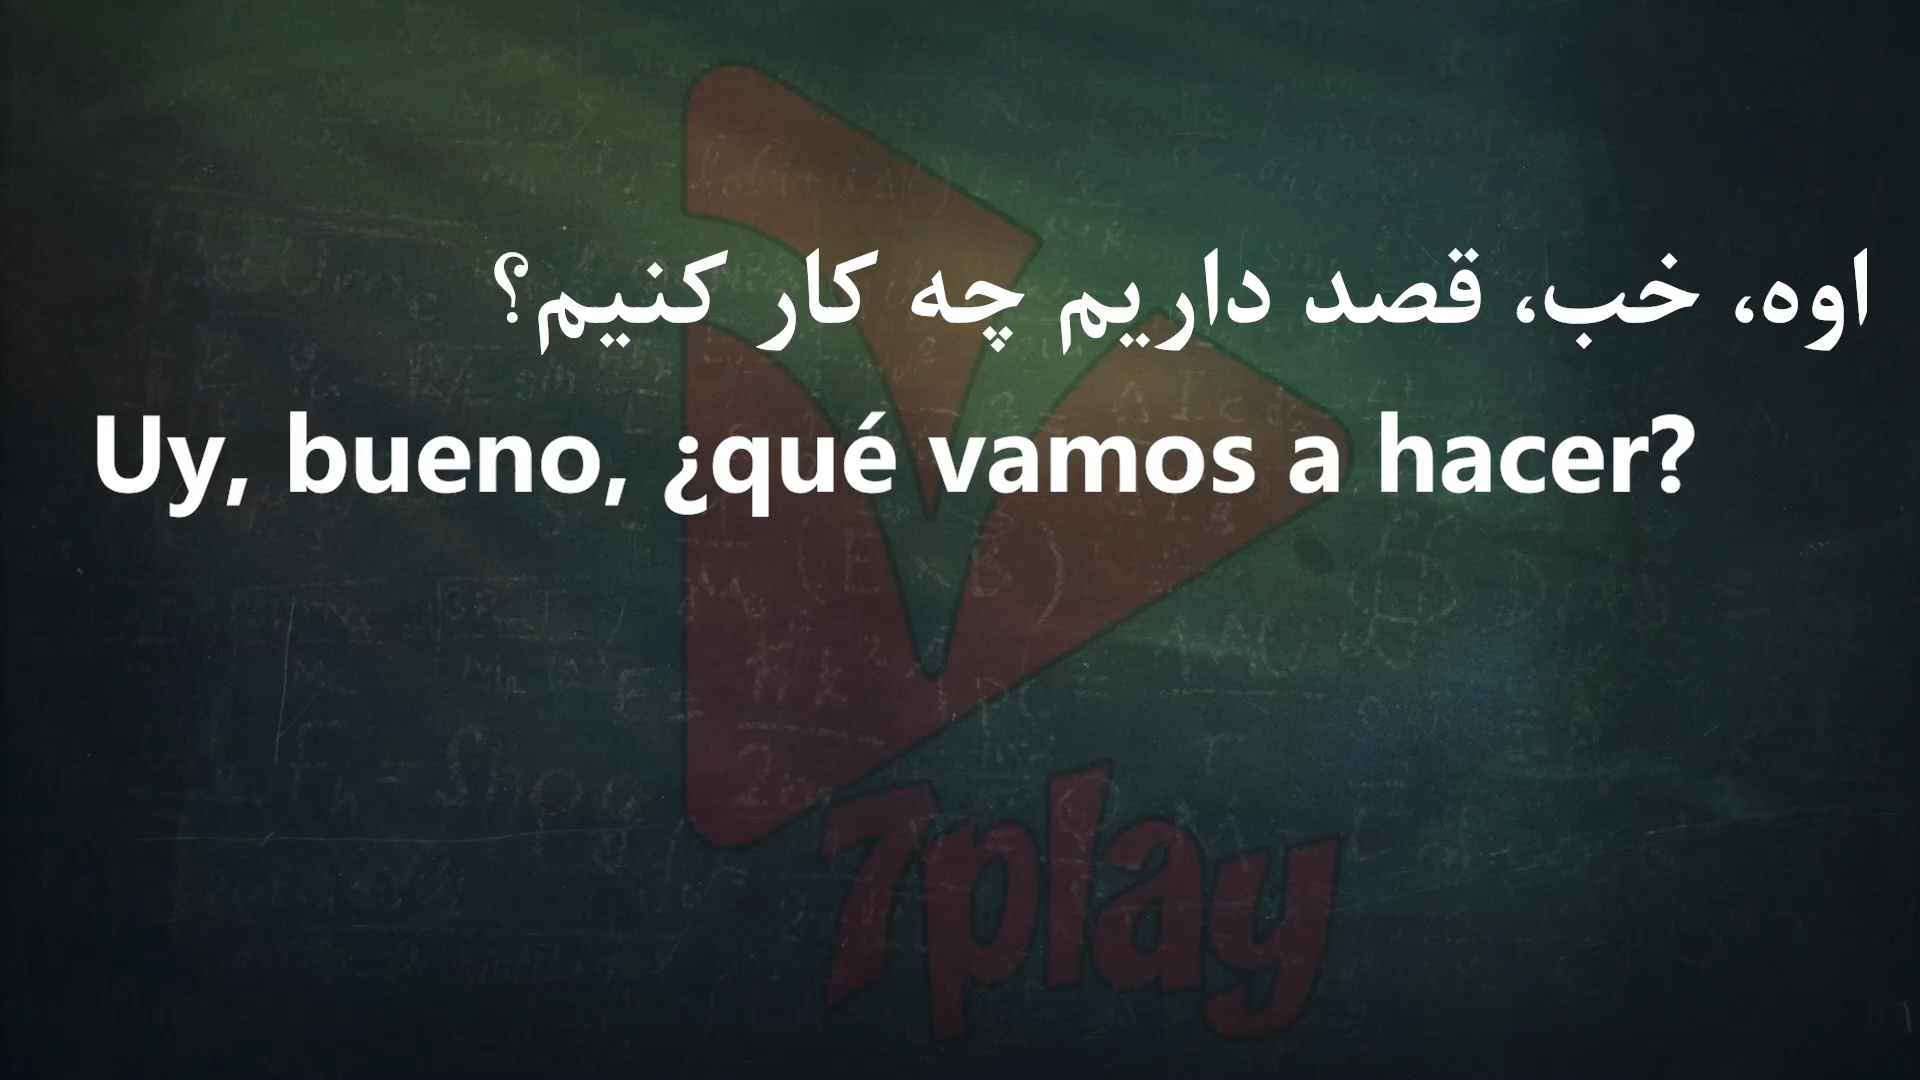 اوه، خب، قصد داریم چه کار کنیم؟
Uy, bueno, ¿qué vamos a hacer?
7play